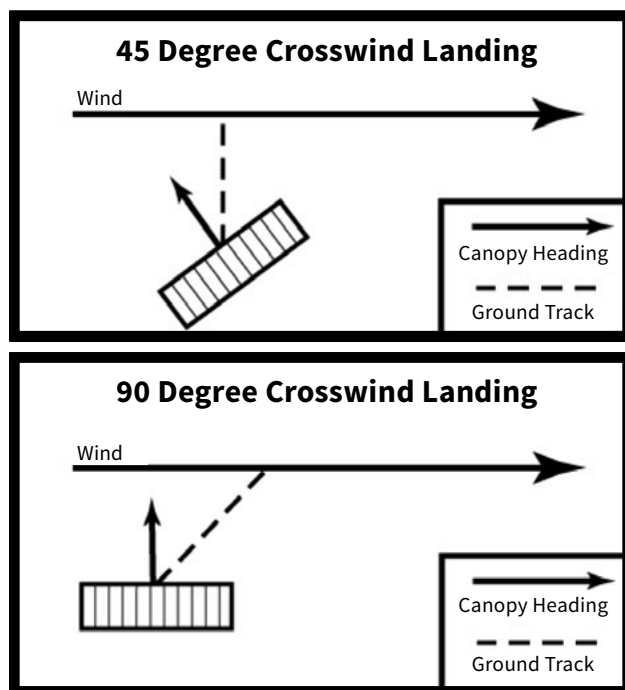 45 Degree Crosswind Landing
Wind
Canopy Heading
Ground Track
90 Degree Crosswind Landing
Wind
Canopy Heading
Ground Track